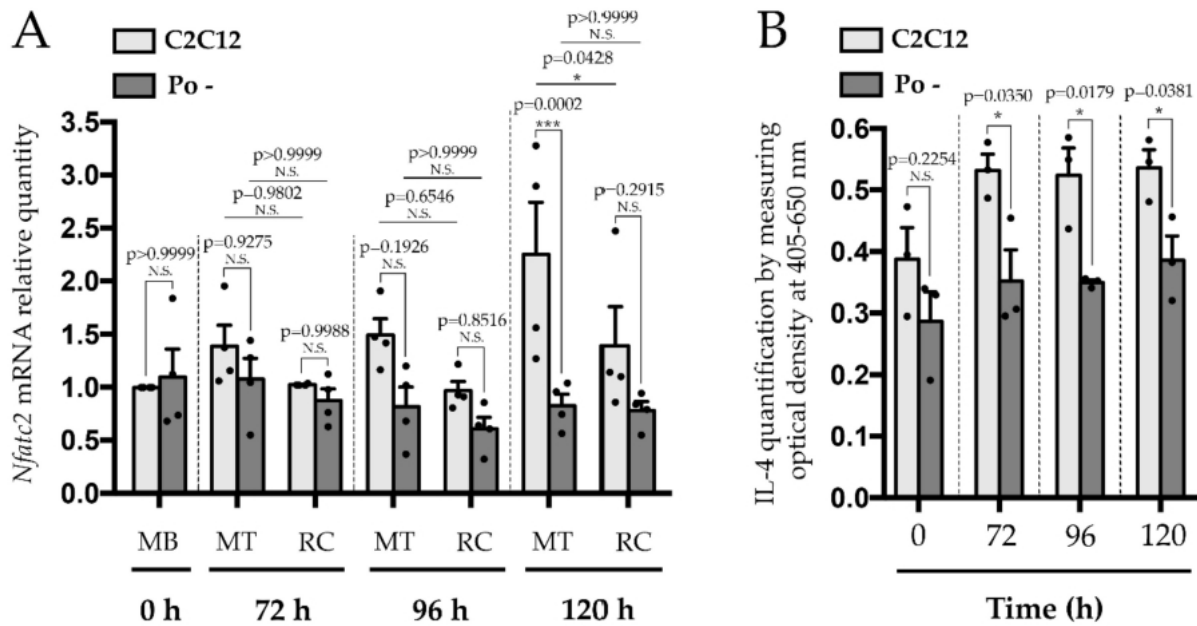 A
C2C12
Po -
Nfatc2 mRNA relative quantity
3.5
3.0
2.5
2.0
1.5
1.0
0.5
0.0
p>0.9999
N.S.
p>0.9999
N.S.
p=0.9802
N.S.
p=0.9275
N.S.
p=0.9988
N.S.
p>0.9999
N.S.
p=0.6546
N.S.
p=0.1926
N.S.
p=0.8516
N.S.
p>0.9999
N.S.
p=0.0428
*
p=0.0002
***
p=0.2915
N.S.
MB MT RC MT RC MT RC
0 h 72 h 96 h 120 h
B
C2C12
Po -
IL-4 quantification by measuring
optical density at 405-650 nm
0.6
0.5
0.4
0.3
0.2
0.1
0.0
p=0.2254
N.S.
p=0.0350
*
p=0.0179
*
p=0.0381
*
0 72 96 120
Time (h)